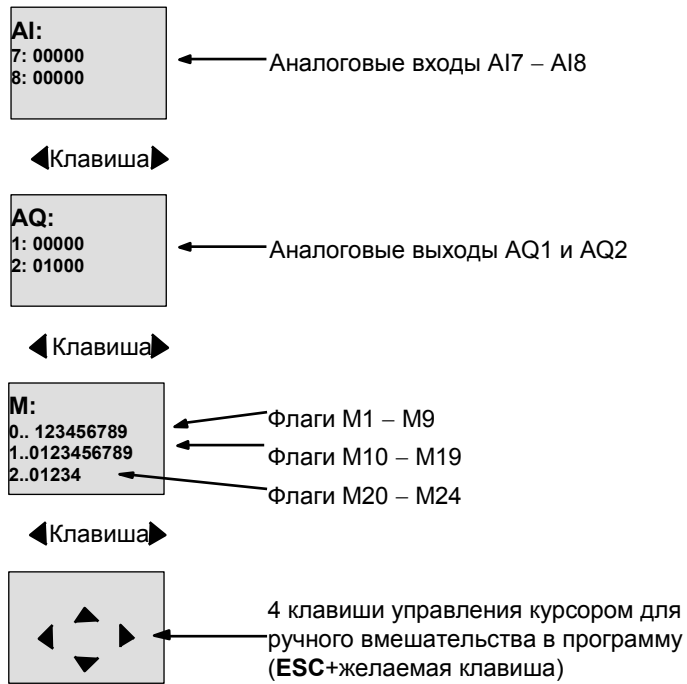 AI:
7: 00000
8: 00000
Аналоговые входы AI7 – AI8
Клавиша
AQ:
1: 00000
2: 01000
Аналоговые выходы AQ1 и AQ2
Клавиша
M:
0.. 123456789
1..0123456789
2..01234
Флаги M1 – M9
Флаги M10 – M19
Флаги M20 – M24
Клавиша
4 клавиши управления курсором для
ручного вмешательства в программу
(ESC+желаемая клавиша)